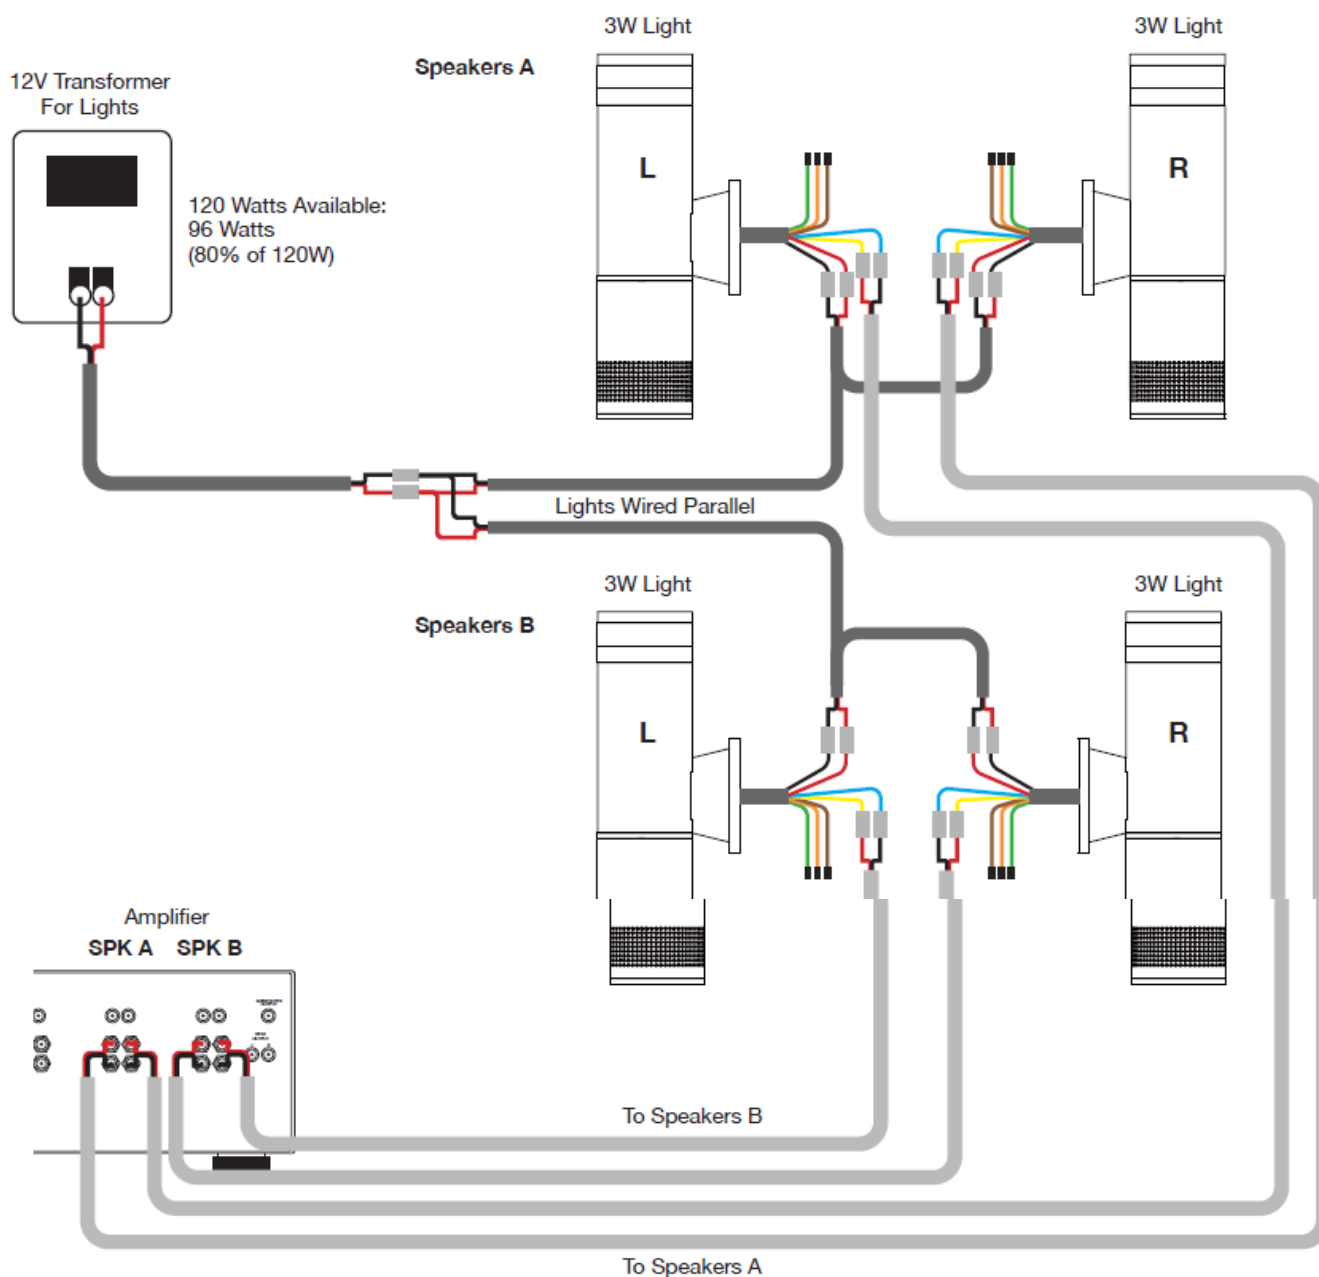 3W Light
3W Light
Speakers A
12V Transformer
For Lights
L
R
120 Watts Available:
96 Watts
(80% of 120W)
Lights Wired Parallel
3W Light
3W Light
Speakers B
L
R
Amplifier
SPK A SPK B
To Speakers B
To Speakers A